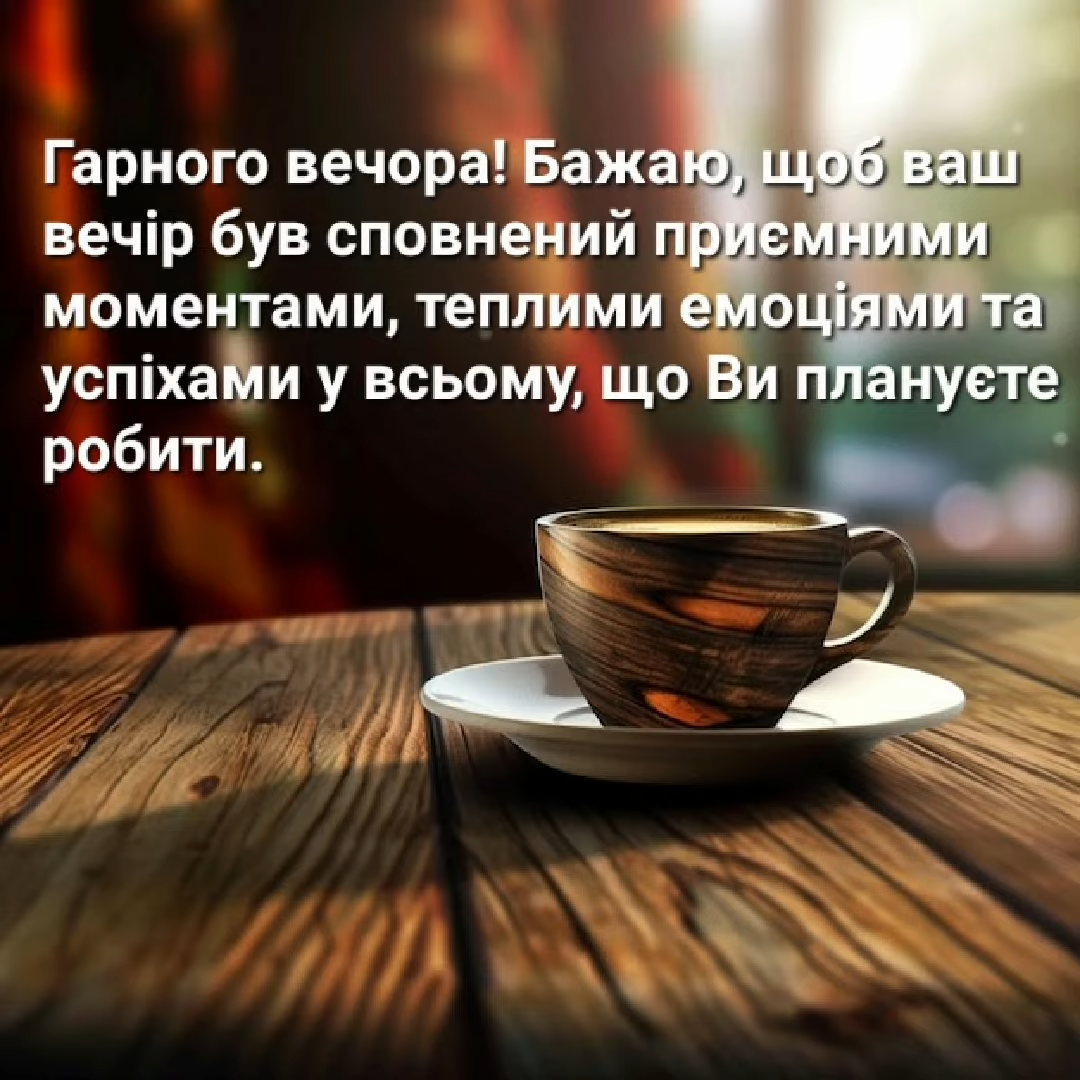 Гарного вечора! Бажаю, щоб ваш
вечір був сповнений приємними
моментами, теплими емоціями та
успіхами у всьому, що Ви плануєте
робити.